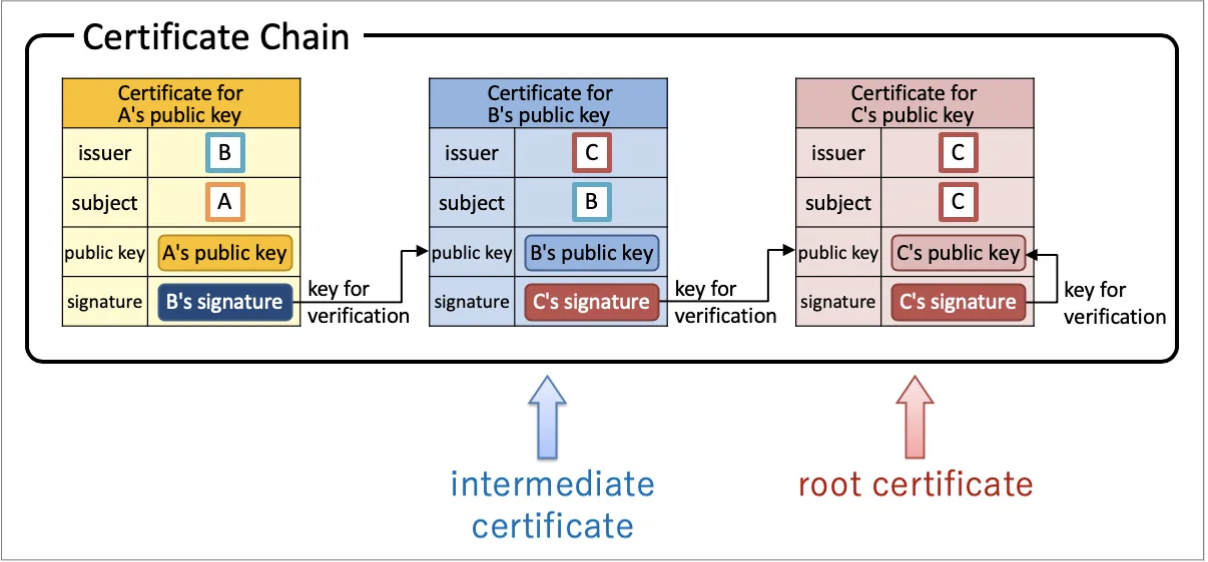 Certificate Chain
Certificate for
A's public key
issuer
B
subject
A
public key
A's public key
signature
B's signature
key for
verification
Certificate for
B's public key
issuer
C
subject
B
public key
B's public key
signature
C's signature
key for
verification
Certificate for
C's public key
issuer
C
subject
C
public key
C's public key
signature
C's signature
key for
verification
intermediate
certificate
root certificate